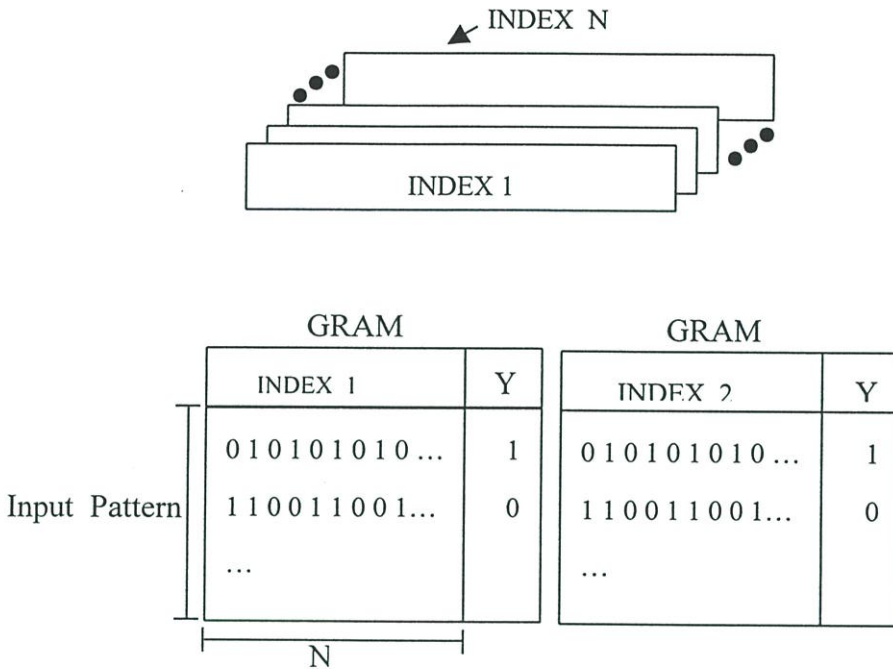 INDEX N
INDEX 1
GRAM
INDEX 1 Y
0 1 0 1 0 1 0 1 0 ... 1
1 1 0 0 1 1 0 0 1 ... 0
...
GRAM
INDEX 2 Y
0 1 0 1 0 1 0 1 0 ... 1
1 1 0 0 1 1 0 0 1 ... 0
...
Input Pattern
N